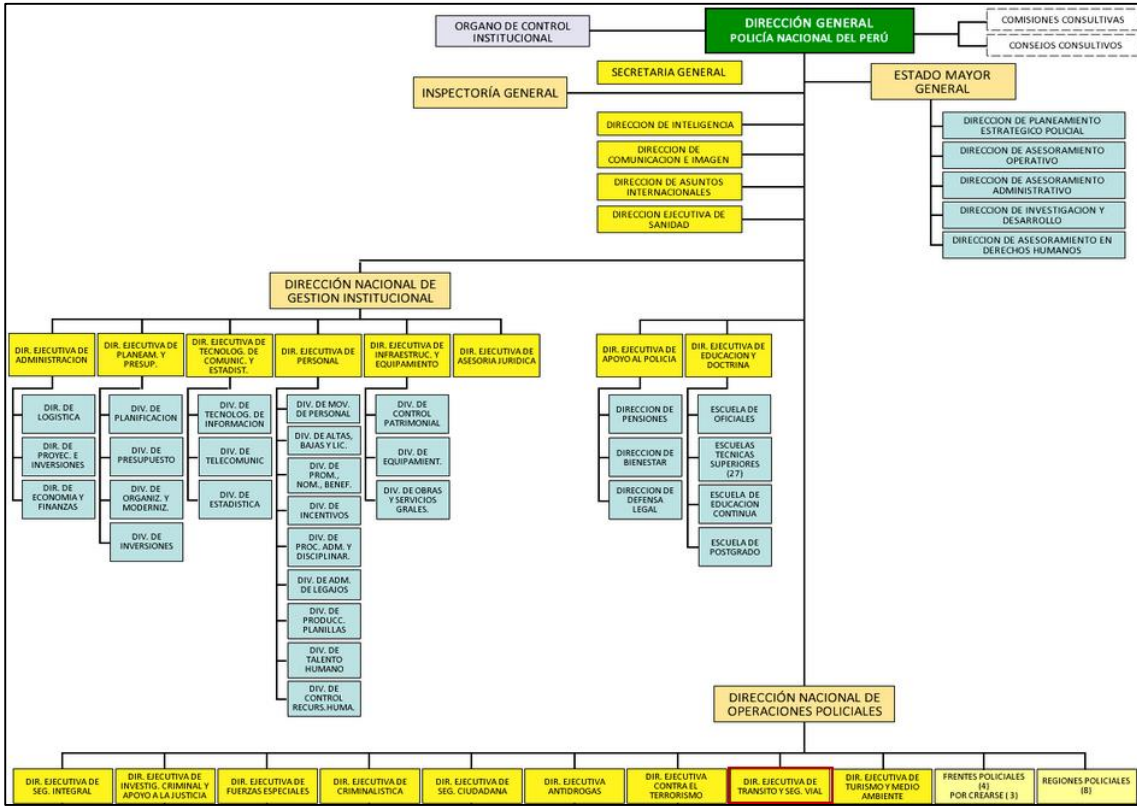 ORGANO DE CONTROL
INSTITUCIONAL
DIRECCIÓN GENERAL
POLICÍA NACIONAL DEL PERÚ
COMISIONES CONSULTIVAS
CONSEJOS CONSULTIVOS
SECRETARIA GENERAL
INSPECTORÍA GENERAL
ESTADO MAYOR
GENERAL
DIRECCION DE INTELIGENCIA
DIRECCION DE
COMUNICACION E IMAGEN
DIRECCION DE ASUNTOS
INTERNACIONALES
DIRECCION EJECUTIVA DE
SANIDAD
DIRECCION DE PLANEAMIENTO
ESTRATEGICO POLICIAL
DIRECCION DE ASESORAMIENTO
OPERATIVO
DIRECCION DE ASESORAMIENTO
ADMINISTRATIVO
DIRECCION DE INVESTIGACION Y
DESARROLLO
DIRECCION DE ASESORAMIENTO EN
DERECHOS HUMANOS
DIRECCIÓN NACIONAL DE
GESTION INSTITUCIONAL
DIR. EJECUTIVA DE
ADMINISTRACION
DIR. EJECUTIVA DE
PLANEAM. Y
PRESUP.
DIR. EJECUTIVA DE
TECNOLOG. DE
COMUNIC. Y
ESTADIST.
DIR. EJECUTIVA DE
PERSONAL
DIR. EJECUTIVA DE
INFRAESTRUC. Y
EQUIPAMIENTO
DIR. EJECUTIVA DE
ASESORIA JURIDICA
DIR. EJECUTIVA DE
APOYO AL POLICIA
DIR. EJECUTIVA DE
EDUCACION Y
DOCTRINA
DIR. DE
LOGISTICA
DIR. DE
PROYEC. E
INVERSIONES
DIR. DE
ECONOMIA Y
FINANZAS
DIV. DE
PLANIFICACION
DIV. DE
PRESUPUESTO
DIV. DE
ORGANIZ. Y
MODERNIZ.
DIV. DE
INVERSIONES
DIV. DE
TECNOLOG. DE
INFORMACION
DIV. DE
TELECOMUNIC
DIV. DE
ESTADISTICA
DIV. DE MOV.
DE PERSONAL
DIV. DE ALTAS,
BAJAS Y LIC.
DIV. DE
PROM.,
NOM., BENEF.
DIV. DE
INCENTIVOS
DIV. DE
PROC. ADM. Y
DISCIPLINAR.
DIV. DE ADM.
DE LEGAJOS
DIV. DE
PRODUCC.
PLANILLAS
DIV. DE
TALENTO
HUMANO
DIV. DE
CONTROL
RECURS.HUMA.
DIV. DE
CONTROL
PATRIMONIAL
DIV. DE
EQUIPAMIENT.
DIV. DE OBRAS
Y SERVICIOS
GRALES.
DIRECCION DE
PENSIONES
DIRECCION DE
BIENESTAR
DIRECCION DE
DEFENSA
LEGAL
ESCUELA DE
OFICIALES
ESCUELAS
TECNICAS
SUPERIORES
(27)
ESCUELA DE
EDUCACION
CONTINUA
ESCUELA DE
POSTGRADO
DIRECCIÓN NACIONAL DE
OPERACIONES POLICIALES
DIR. EJECUTIVA DE
SEG. INTEGRAL
DIR. EJECUTIVA DE
INVESTIG. CRIMINAL Y
APOYO A LA JUSTICIA
DIR. EJECUTIVA DE
FUERZAS ESPECIALES
DIR. EJECUTIVA DE
CRIMINALISTICA
DIR. EJECUTIVA DE
SEG. CIUDADANA
DIR. EJECUTIVA
ANTIDROGAS
DIR. EJECUTIVA
CONTRA EL
TERRORISMO
DIR. EJECUTIVA DE
TRANSITO Y SEG. VIAL
DIR. EJECUTIVA DE
TURISMO Y MEDIO
AMBIENTE
FRENTES POLICIALES
(4)
POR CREARSE (3)
REGIONES POLICIALES
(8)